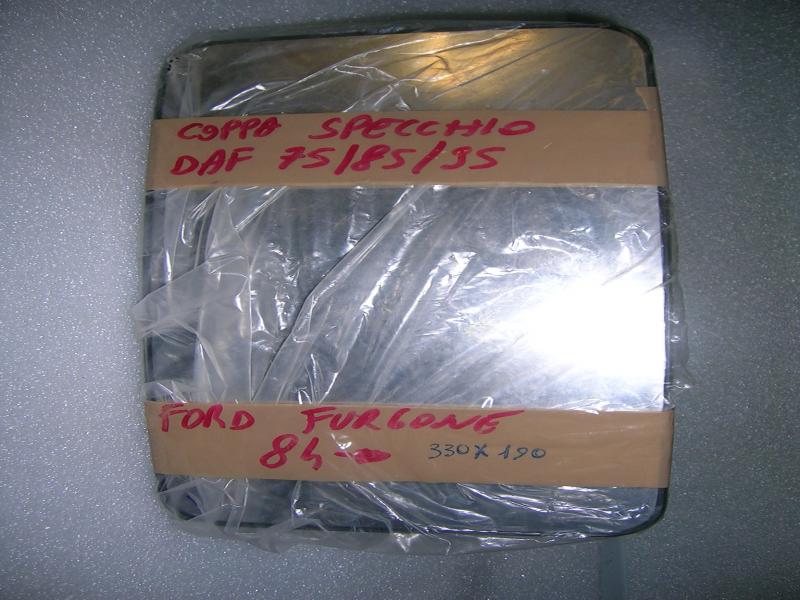 COPPA SPECCHIO
DAF 75/85/95
FORD FURGONE
84→ 330X190